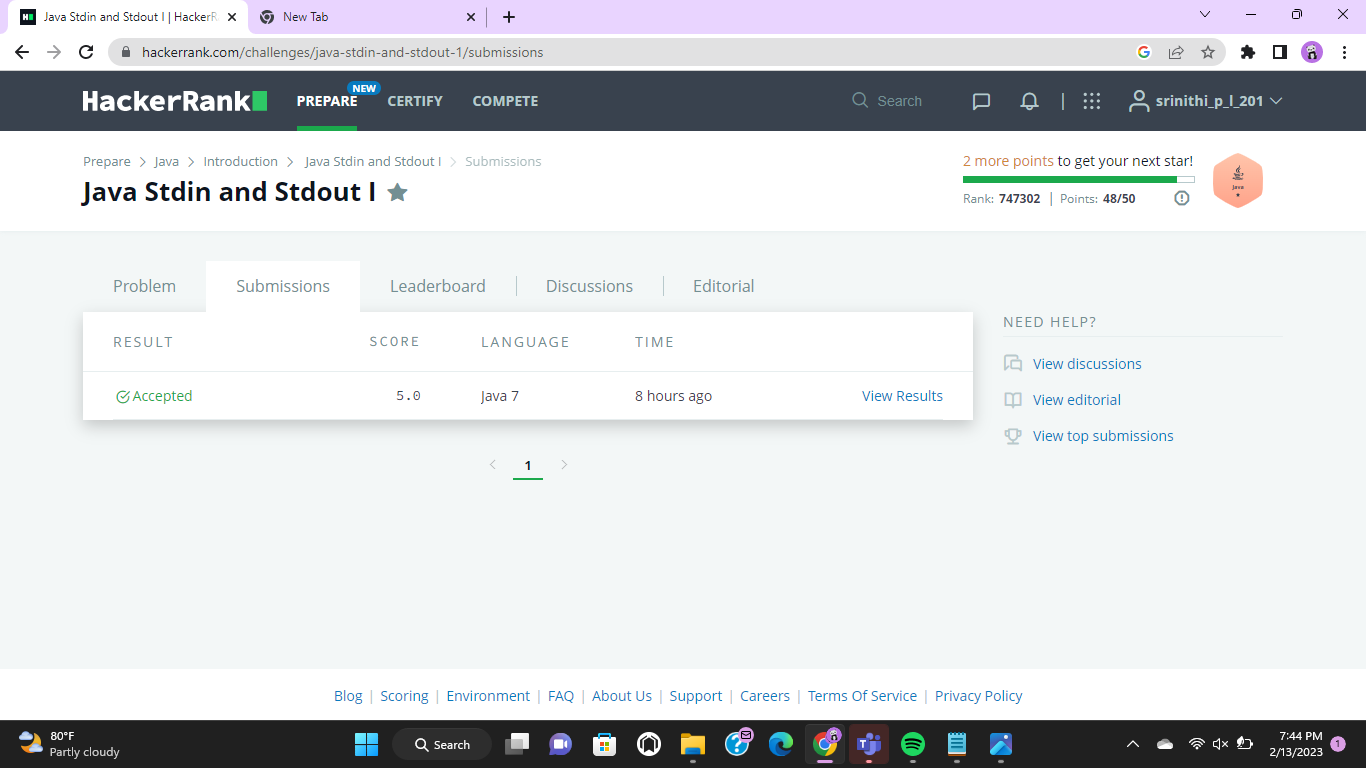 Java Stdin and Stdout I | HackerR
New Tab
hackerrank.com/challenges/java-stdin-and-stdout-1/submissions
HackerRank
PREPARE
NEW
CERTIFY
COMPETE
Search
srinithi_p_l_201
Prepare > Java > Introduction > Java Stdin and Stdout I > Submissions
Java Stdin and Stdout I
2 more points to get your next star!
Rank: 747302 | Points: 48/50
Java
Problem
Submissions
Leaderboard
Discussions
Editorial
RESULT SCORE LANGUAGE TIME
Accepted 5.0 Java 7 8 hours ago View Results
1
NEED HELP?
View discussions
View editorial
View top submissions
Blog | Scoring | Environment | FAQ | About Us | Support | Careers | Terms Of Service | Privacy Policy
80°F
Partly cloudy
Search
7:44 PM
2/13/2023
1